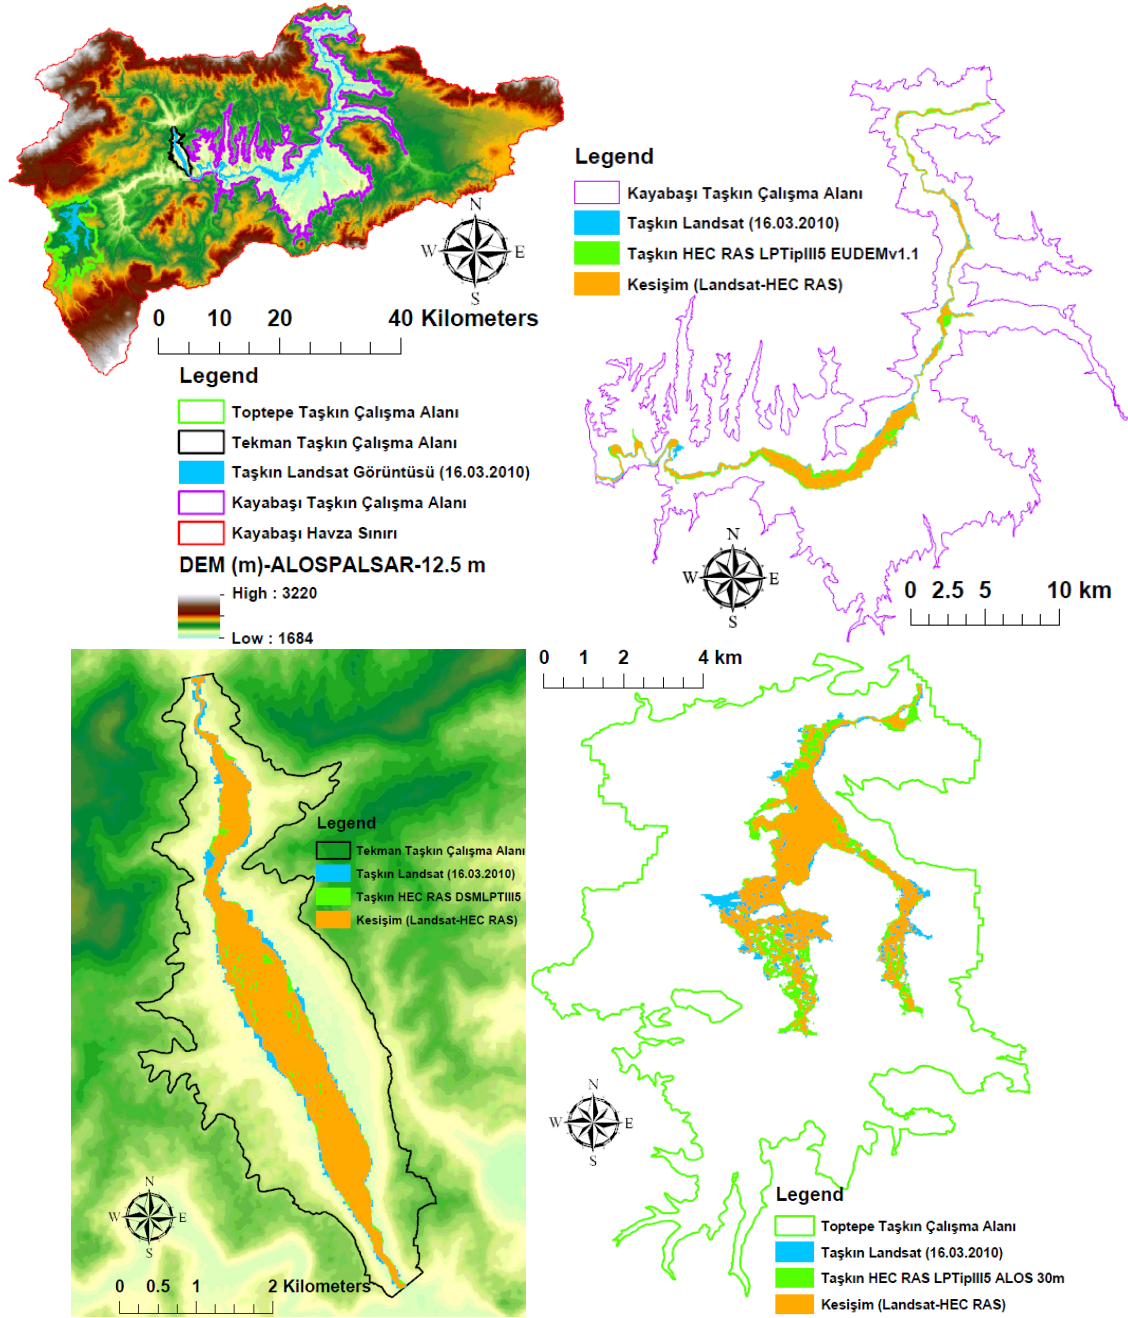 N
W
E
S
0 10 20 40 Kilometers
Legend
Toptepe Taşkın Çalışma Alanı
Tekman Taşkın Çalışma Alanı
Taşkın Landsat Görüntüsü (16.03.2010)
Kayabaşı Taşkın Çalışma Alanı
Kayabaşı Havza Sınırı
DEM (m)-ALOSPALSAR-12.5 m
High : 3220
Low : 1684
Legend
Kayabaşı Taşkın Çalışma Alanı
Taşkın Landsat (16.03.2010)
Taşkın HEC RAS LPTipIII5 EUDEMv1.1
Kesişim (Landsat-HEC RAS)
N
W
E
S
0 2.5 5 10 km
Legend
Tekman Taşkın Çalışma Alanı
Taşkın Landsat (16.03.2010)
Taşkın HEC RAS DSMLPTIII5
Kesişim (Landsat-HEC RAS)
N
W
E
S
0 0.5 1 2 Kilometers
0 1 2 4 km
N
W
E
S
Legend
Toptepe Taşkın Çalışma Alanı
Taşkın Landsat (16.03.2010)
Taşkın HEC RAS LPTipIII5 ALOS 30m
Kesişim (Landsat-HEC RAS)